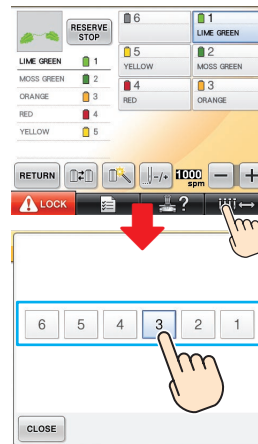 RESERVE
STOP
6
1
LIME GREEN
LIME GREEN 1
5
YELLOW
2
MOSS GREEN
MOSS GREEN 2
4
RED
3
ORANGE
ORANGE 3
RED 4
YELLOW 5
RETURN
-/+
1000
spm
- +
LOCK
?
6 5 4 3 2 1
CLOSE